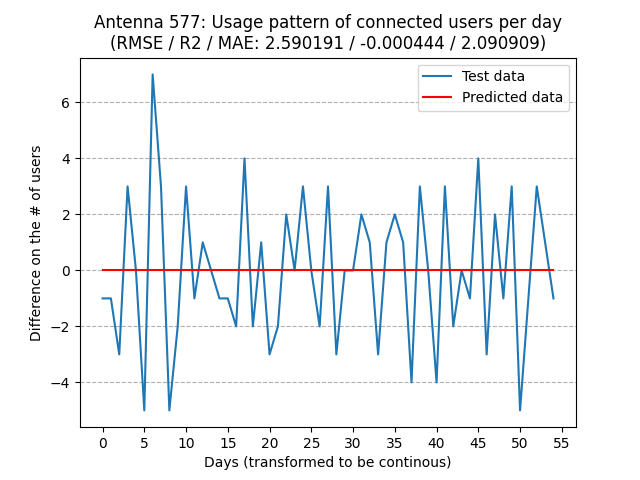 Antenna 577: Usage pattern of connected users per day
(RMSE / R2 / MAE: 2.590191 / -0.000444 / 2.090909)
Test data
Predicted data
Difference on the # of users
6
4
2
0
−2
−4
0 5 10 15 20 25 30 35 40 45 50 55
Days (transformed to be continous)